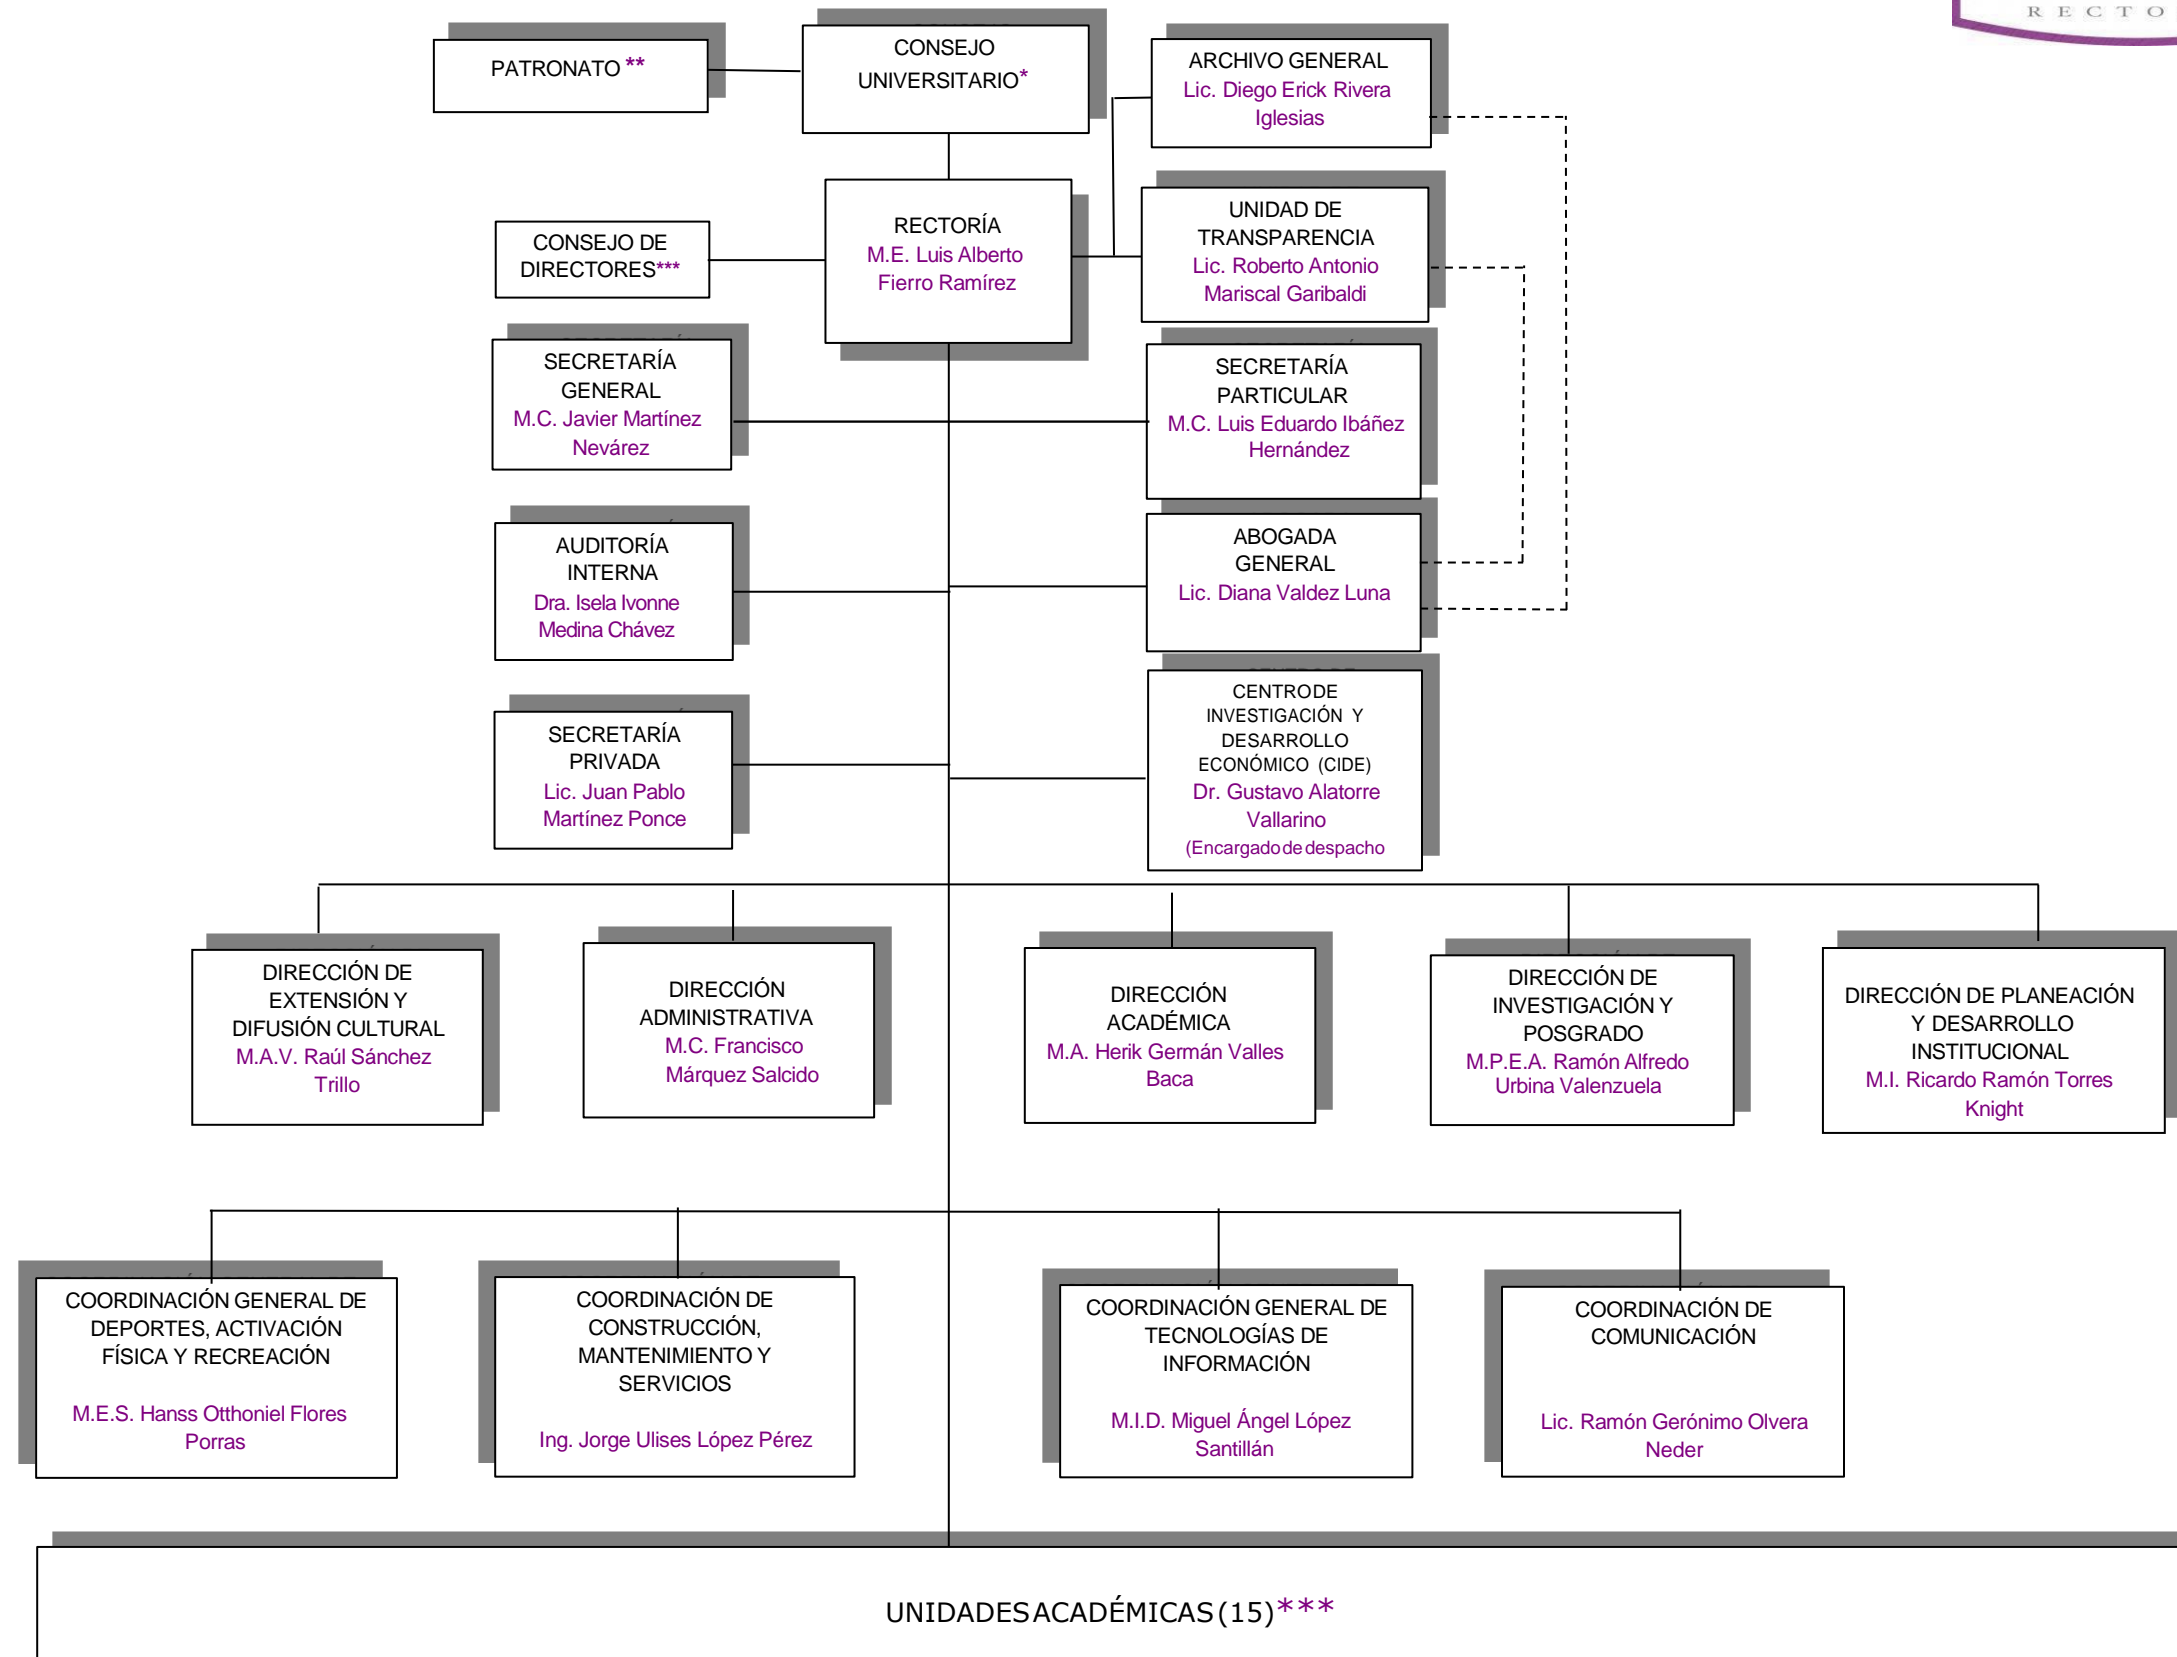 R E C T O
PATRONATO **
CONSEJO
UNIVERSITARIO*
ARCHIVO GENERAL
Lic. Diego Erick Rivera
Iglesias
CONSEJO DE
DIRECTORES***
RECTORÍA
M.E. Luis Alberto
Fierro Ramírez
UNIDAD DE
TRANSPARENCIA
Lic. Roberto Antonio
Mariscal Garibaldi
SECRETARÍA
GENERAL
M.C. Javier Martínez
Nevárez
SECRETARÍA
PARTICULAR
M.C. Luis Eduardo Ibáñez
Hernández
AUDITORÍA
INTERNA
Dra. Isela Ivonne
Medina Chávez
ABOGADA
GENERAL
Lic. Diana Valdez Luna
SECRETARÍA
PRIVADA
Lic. Juan Pablo
Martínez Ponce
CENTRO DE
INVESTIGACIÓN Y
DESARROLLO
ECONÓMICO (CIDE)
Dr. Gustavo Alatorre
Vallarino
(Encargado de despacho
DIRECCIÓN DE
EXTENSIÓN Y
DIFUSIÓN CULTURAL
M.A.V. Raúl Sánchez
Trillo
DIRECCIÓN
ADMINISTRATIVA
M.C. Francisco
Márquez Salcido
DIRECCIÓN
ACADÉMICA
M.A. Herik Germán Valles
Baca
DIRECCIÓN DE
INVESTIGACIÓN Y
POSGRADO
M.P.E.A. Ramón Alfredo
Urbina Valenzuela
DIRECCIÓN DE PLANEACIÓN
Y DESARROLLO
INSTITUCIONAL
M.I. Ricardo Ramón Torres
Knight
COORDINACIÓN GENERAL DE
DEPORTES, ACTIVACIÓN
FÍSICA Y RECREACIÓN
M.E.S. Hanss Otthoniel Flores
Porras
COORDINACIÓN DE
CONSTRUCCIÓN,
MANTENIMIENTO Y
SERVICIOS
Ing. Jorge Ulises López Pérez
COORDINACIÓN GENERAL DE
TECNOLOGÍAS DE
INFORMACIÓN
M.I.D. Miguel Ángel López
Santillán
COORDINACIÓN DE
COMUNICACIÓN
Lic. Ramón Gerónimo Olvera
Neder
UNIDADES ACADÉMICAS (15)***